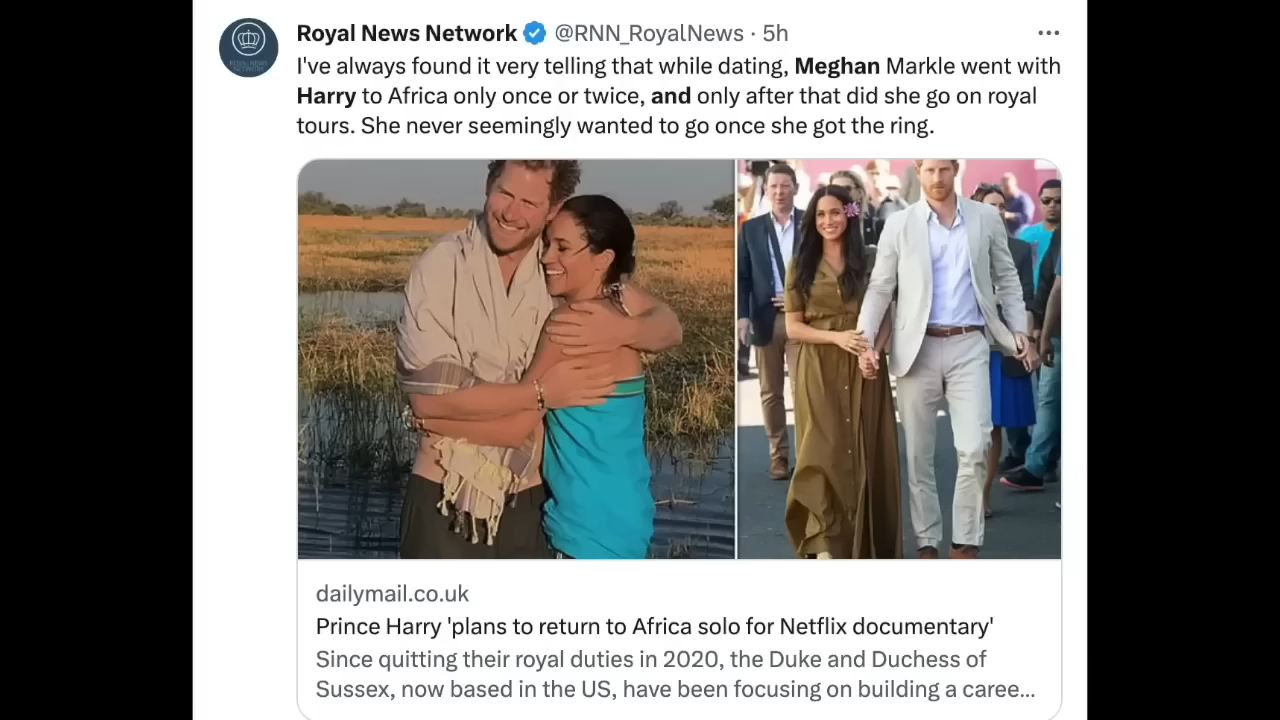 Royal News Network @RNN_RoyalNews · 5h
I've always found it very telling that while dating, Meghan Markle went with
Harry to Africa only once or twice, and only after that did she go on royal
tours. She never seemingly wanted to go once she got the ring.
dailymail.co.uk
Prince Harry 'plans to return to Africa solo for Netflix documentary'
Since quitting their royal duties in 2020, the Duke and Duchess of
Sussex, now based in the US, have been focusing on building a caree...